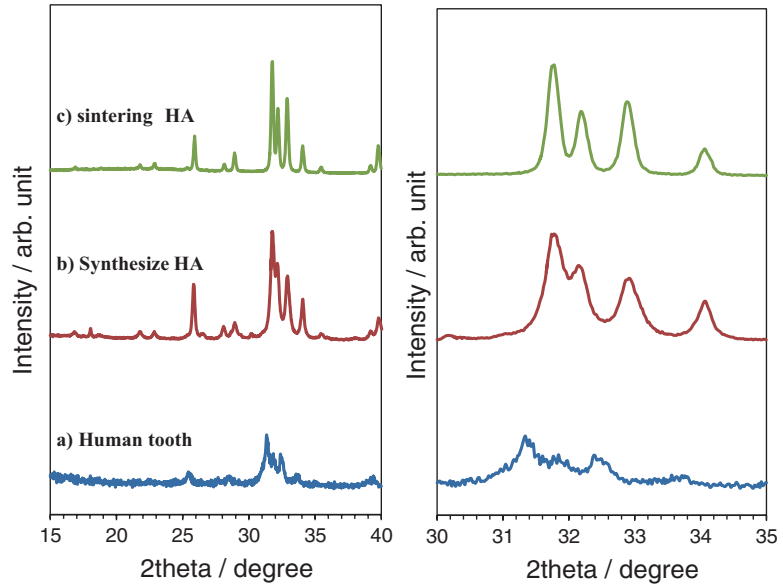 Intensity / arb. unit
c) sintering HA
b) Synthesize HA
a) Human tooth
15 20 25 30 35 40
2theta / degree
Intensity / arb. unit
30 31 32 33 34 35
2theta / degree